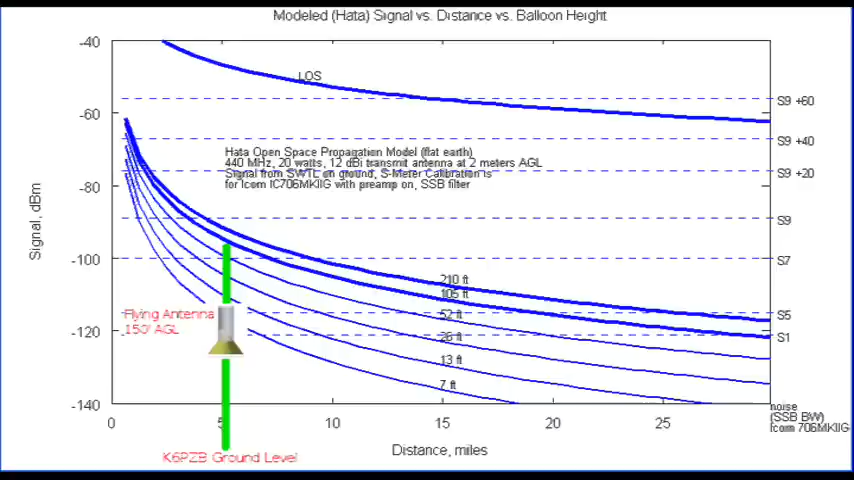 Modeled (Hata) Signal vs. Distance vs. Balloon Height
-40
LOS
S9 +60
-60
S9 +40
Hata Open Space Propagation Model (flat earth)
440 MHz, 20 watts, 12 dBi transmit antenna at 2 meters AGL
Signal from SWTL on ground, S-Meter Calibration is
for Icom IC706MKIIG with preamp on, SSB filter
S9 +20
-80
Signal, dBm
S9
-100
S7
210 ft
105 ft
Flying Antenna
150' AGL
52 ft
S5
-120
26 ft
S1
13 ft
7 ft
-140
noise
(SSB BW)
Icom 706MKIIG
0
5
10
15
20
25
Distance, miles
K6PZB Ground Level